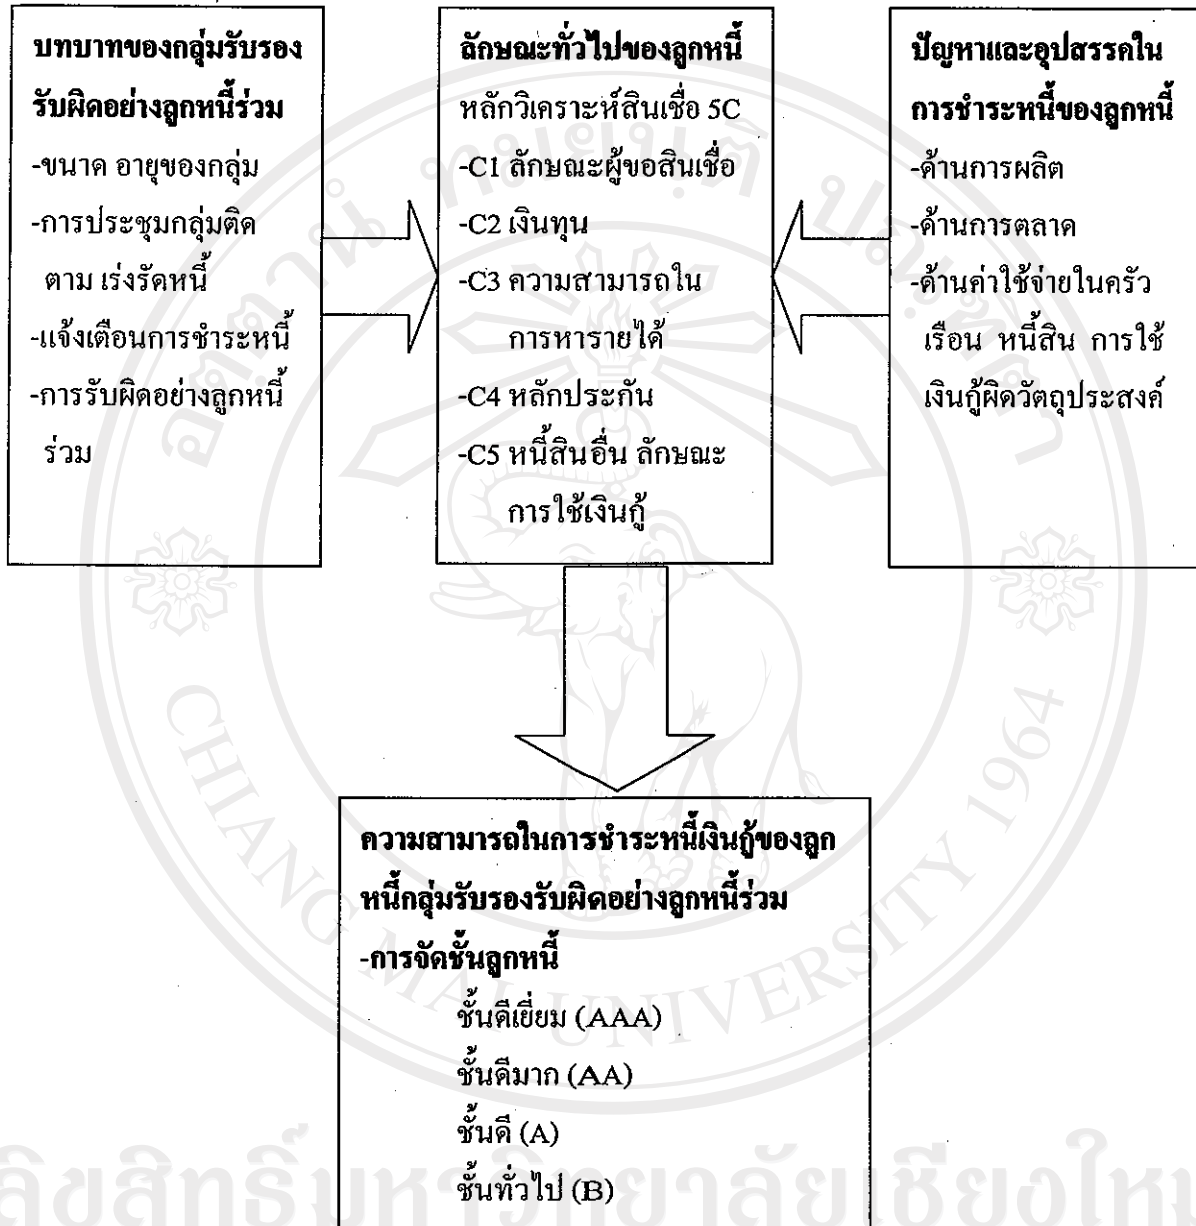 บทบาทของกลุ่มรับรอง
รับผิดอย่างลูกหนี้ร่วม
-ขนาด อายุของกลุ่ม
-การประชุมกลุ่มติด
ตาม เร่งรัดหนี้
-แจ้งเตือนการชำระหนี้
-การรับผิดอย่างลูกหนี้
ร่วม
ลักษณะทั่วไปของลูกหนี้
หลักวิเคราะห์สินเชื่อ 5C
-C1 ลักษณะผู้ขอสินเชื่อ
-C2 เงินทุน
-C3 ความสามารถใน
การหารายได้
-C4 หลักประกัน
-C5 หนี้สินอื่น ลักษณะ
การใช้เงินกู้
ปัญหาและอุปสรรคใน
การชำระหนี้ของลูกหนี้
-ด้านการผลิต
-ด้านการตลาด
-ด้านค่าใช้จ่ายในครัว
เรือน หนี้สิน การใช้
เงินกู้ผิดวัตถุประสงค์
ความสามารถในการชำระหนี้เงินกู้ของลูก
หนี้กลุ่มรับรองรับผิดอย่างลูกหนี้ร่วม
-การจัดชั้นลูกหนี้
ชั้นดีเยี่ยม (AAA)
ชั้นดีมาก (AA)
ชั้นดี (A)
ชั้นทั่วไป (B)
อตฺตานํ ทมยนฺติ ปณฺฑิตา
CHIANG MAI UNIVERSITY 1964
ลิขสิทธิ์มหาวิทยาลัยเชียงใหม